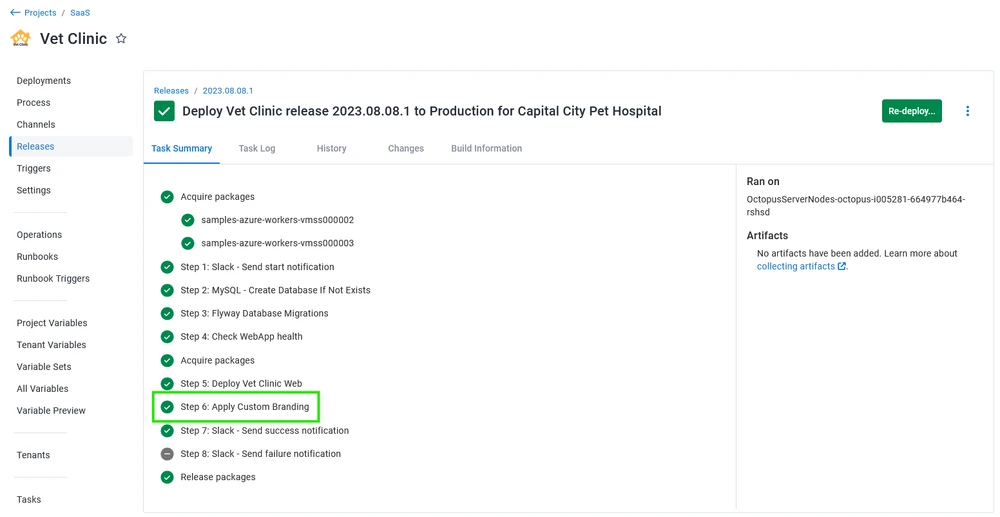 ← Projects / SaaS
Vet Clinic
Deployments
Process
Channels
Releases
Triggers
Settings
Operations
Runbooks
Runbook Triggers
Project Variables
Tenant Variables
Variable Sets
All Variables
Variable Preview
Tenants
Tasks
Releases / 2023.08.08.1
Deploy Vet Clinic release 2023.08.08.1 to Production for Capital City Pet Hospital
Re-deploy...
Task Summary Task Log History Changes Build Information
Acquire packages
samples-azure-workers-vmss000002
samples-azure-workers-vmss000003
Step 1: Slack - Send start notification
Step 2: MySQL - Create Database If Not Exists
Step 3: Flyway Database Migrations
Step 4: Check WebApp health
Acquire packages
Step 5: Deploy Vet Clinic Web
Step 6: Apply Custom Branding
Step 7: Slack - Send success notification
Step 8: Slack - Send failure notification
Release packages
Ran on
OctopusServerNodes-octopus-i005281-664977b464-
rshsd
Artifacts
No artifacts have been added. Learn more about
collecting artifacts.